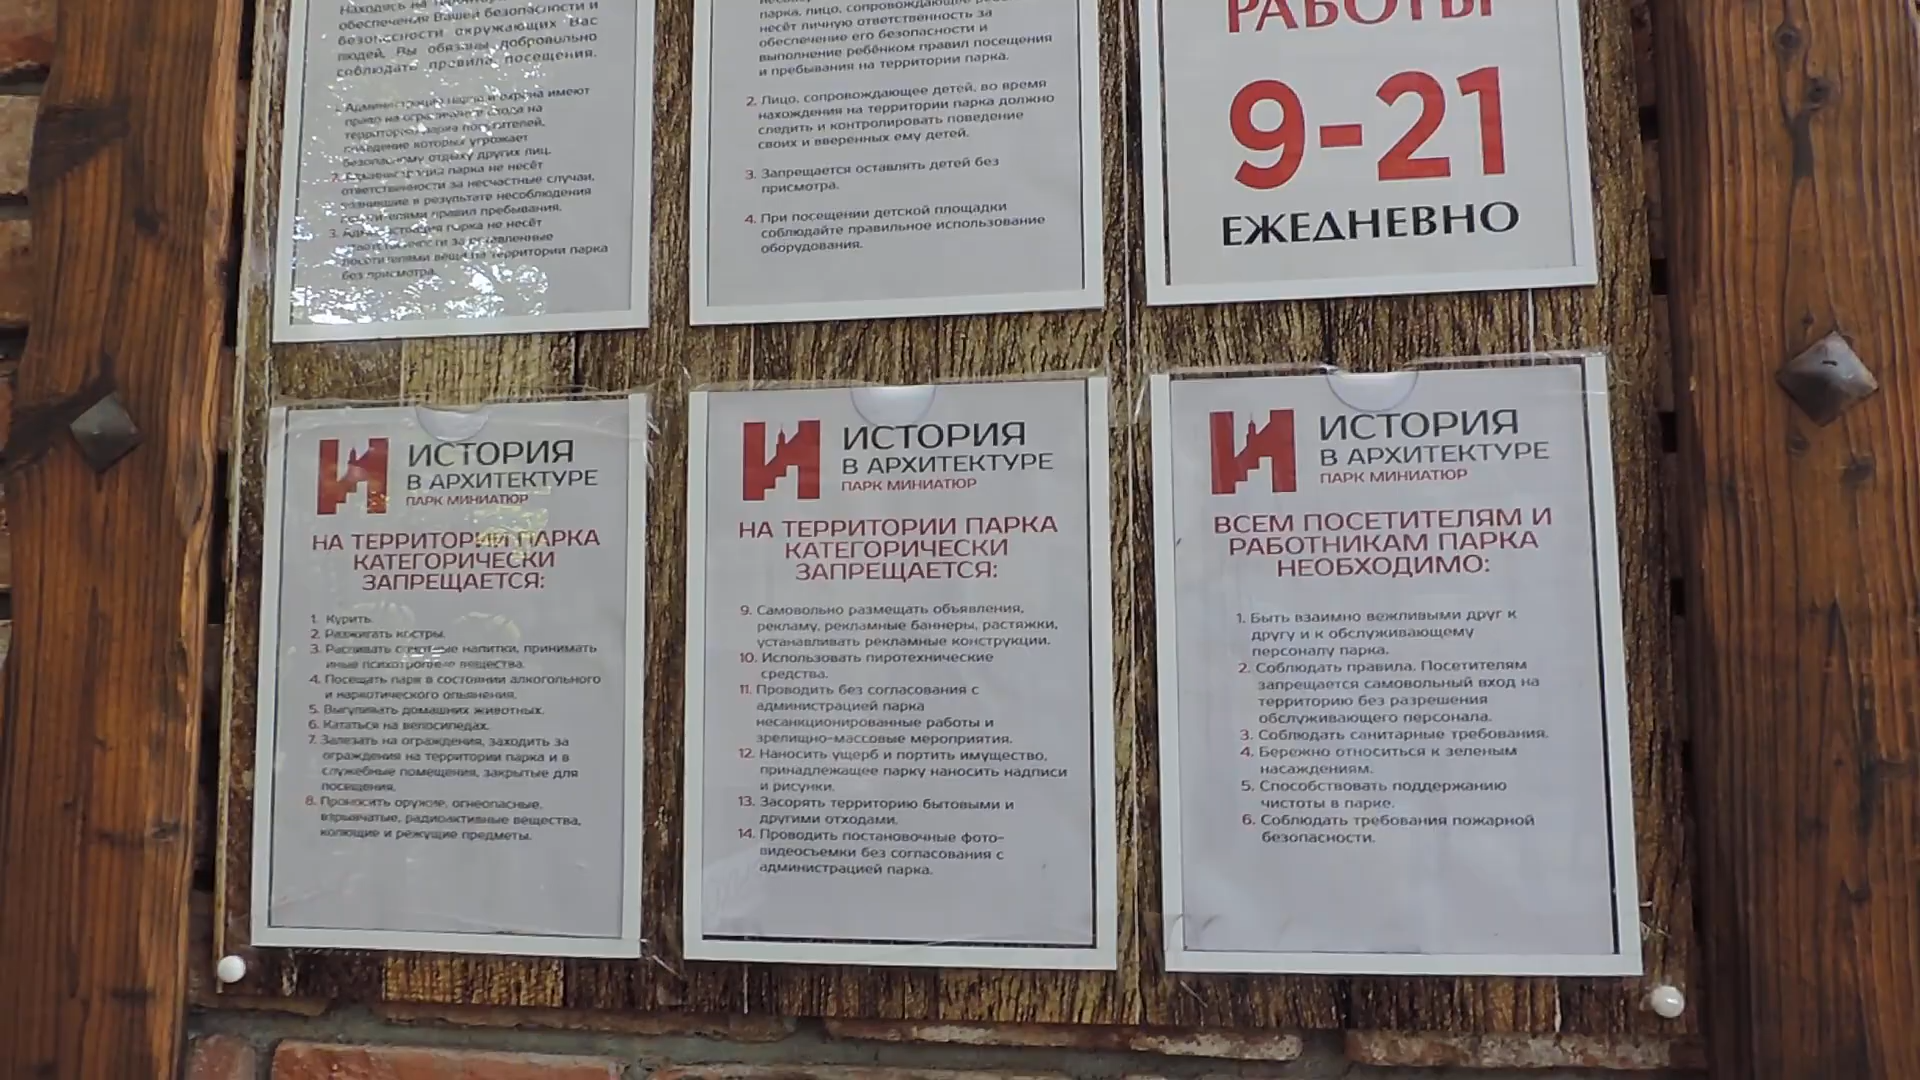 Находясь на
обеспечения Вашей безопасности и
безопасности окружающих Вас
людей, Вы обязаны добровольно
соблюдать правила посещения.
1. Администрация парка и охрана имеют
право на ограничение входа на
территорию парка посетителей,
поведение которых угрожает
безопасному отдыху других лиц.
2. Администрация парка не несёт
ответственности за несчастные случаи,
возникшие в результате несоблюдения
посетителями правил пребывания.
3. Администрация парка не несёт
ответственности за оставленные
посетителями вещи на территории парка
без присмотра.
парка, лицо, сопровождающее
несёт личную ответственность за
обеспечение его безопасности и
выполнение ребёнком правил посещения
и пребывания на территории парка.
2. Лицо, сопровождающее детей, во время
нахождения на территории парка должно
следить и контролировать поведение
своих и вверенных ему детей.
3. Запрещается оставлять детей без
присмотра.
4. При посещении детской площадки
соблюдайте правильное использование
оборудования.
РАБОТЫ
9-21
ЕЖЕДНЕВНО
ИСТОРИЯ
В АРХИТЕКТУРЕ
ПАРК МИНИАТЮР
НА ТЕРРИТОРИИ ПАРКА
КАТЕГОРИЧЕСКИ
ЗАПРЕЩАЕТСЯ:
1. Курить.
2. Разжигать костры.
3. Распивать спиртные напитки, принимать
иные психотропные вещества.
4. Посещать парк в состоянии алкогольного
и наркотического опьянения.
5. Выгуливать домашних животных.
6. Кататься на велосипедах.
7. Залезать на ограждения, заходить за
ограждения на территории парка и в
служебные помещения, закрытые для
посещения.
8. Проносить оружие, огнеопасные,
взрывчатые, радиоактивные вещества,
колющие и режущие предметы.
ИСТОРИЯ
В АРХИТЕКТУРЕ
ПАРК МИНИАТЮР
НА ТЕРРИТОРИИ ПАРКА
КАТЕГОРИЧЕСКИ
ЗАПРЕЩАЕТСЯ:
9. Самовольно размещать объявления,
рекламу, рекламные баннеры, растяжки,
устанавливать рекламные конструкции.
10. Использовать пиротехнические
средства.
11. Проводить без согласования с
администрацией парка
несанкционированные работы и
зрелищно-массовые мероприятия.
12. Наносить ущерб и портить имущество,
принадлежащее парку наносить надписи
и рисунки.
13. Засорять территорию бытовыми и
другими отходами.
14. Проводить постановочные фото-
видеосъемки без согласования с
администрацией парка.
ИСТОРИЯ
В АРХИТЕКТУРЕ
ПАРК МИНИАТЮР
ВСЕМ ПОСЕТИТЕЛЯМ И
РАБОТНИКАМ ПАРКА
НЕОБХОДИМО:
1. Быть взаимно вежливыми друг к
другу и к обслуживающему
персоналу парка.
2. Соблюдать правила. Посетителям
запрещается самовольный вход на
территорию без разрешения
обслуживающего персонала.
3. Соблюдать санитарные требования.
4. Бережно относиться к зеленым
насаждениям.
5. Способствовать поддержанию
чистоты в парке.
6. Соблюдать требования пожарной
безопасности.